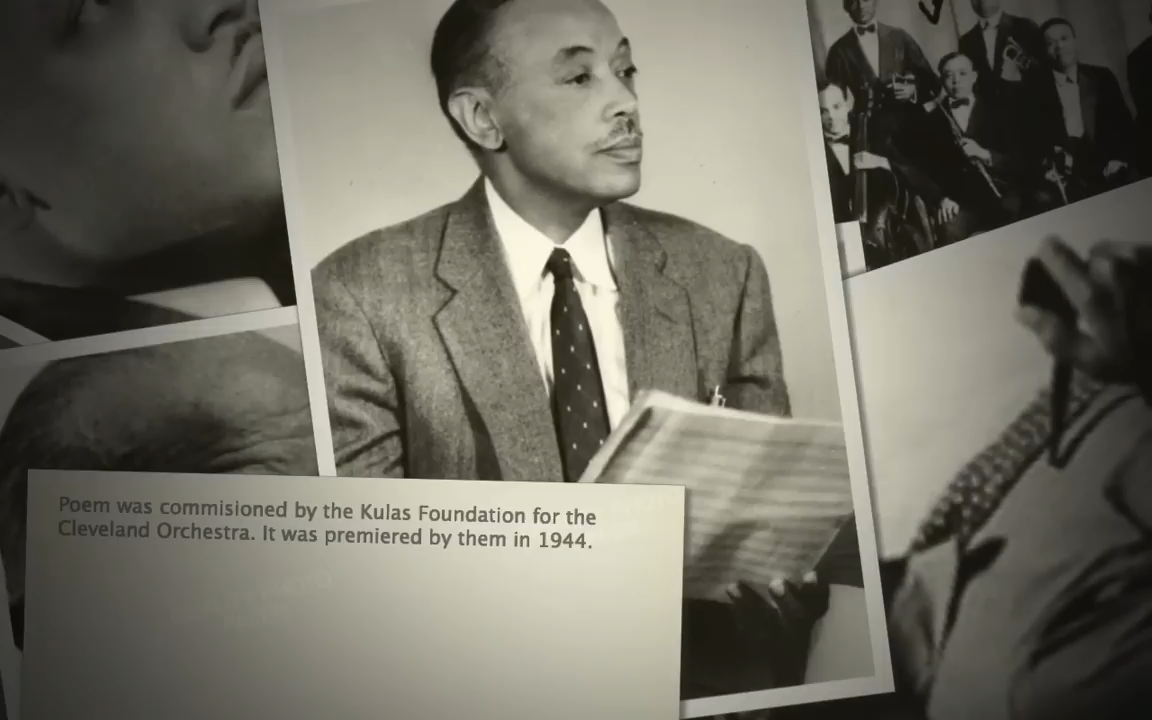 Poem was commisioned by the Kulas Foundation for the
Cleveland Orchestra. It was premiered by them in 1944.